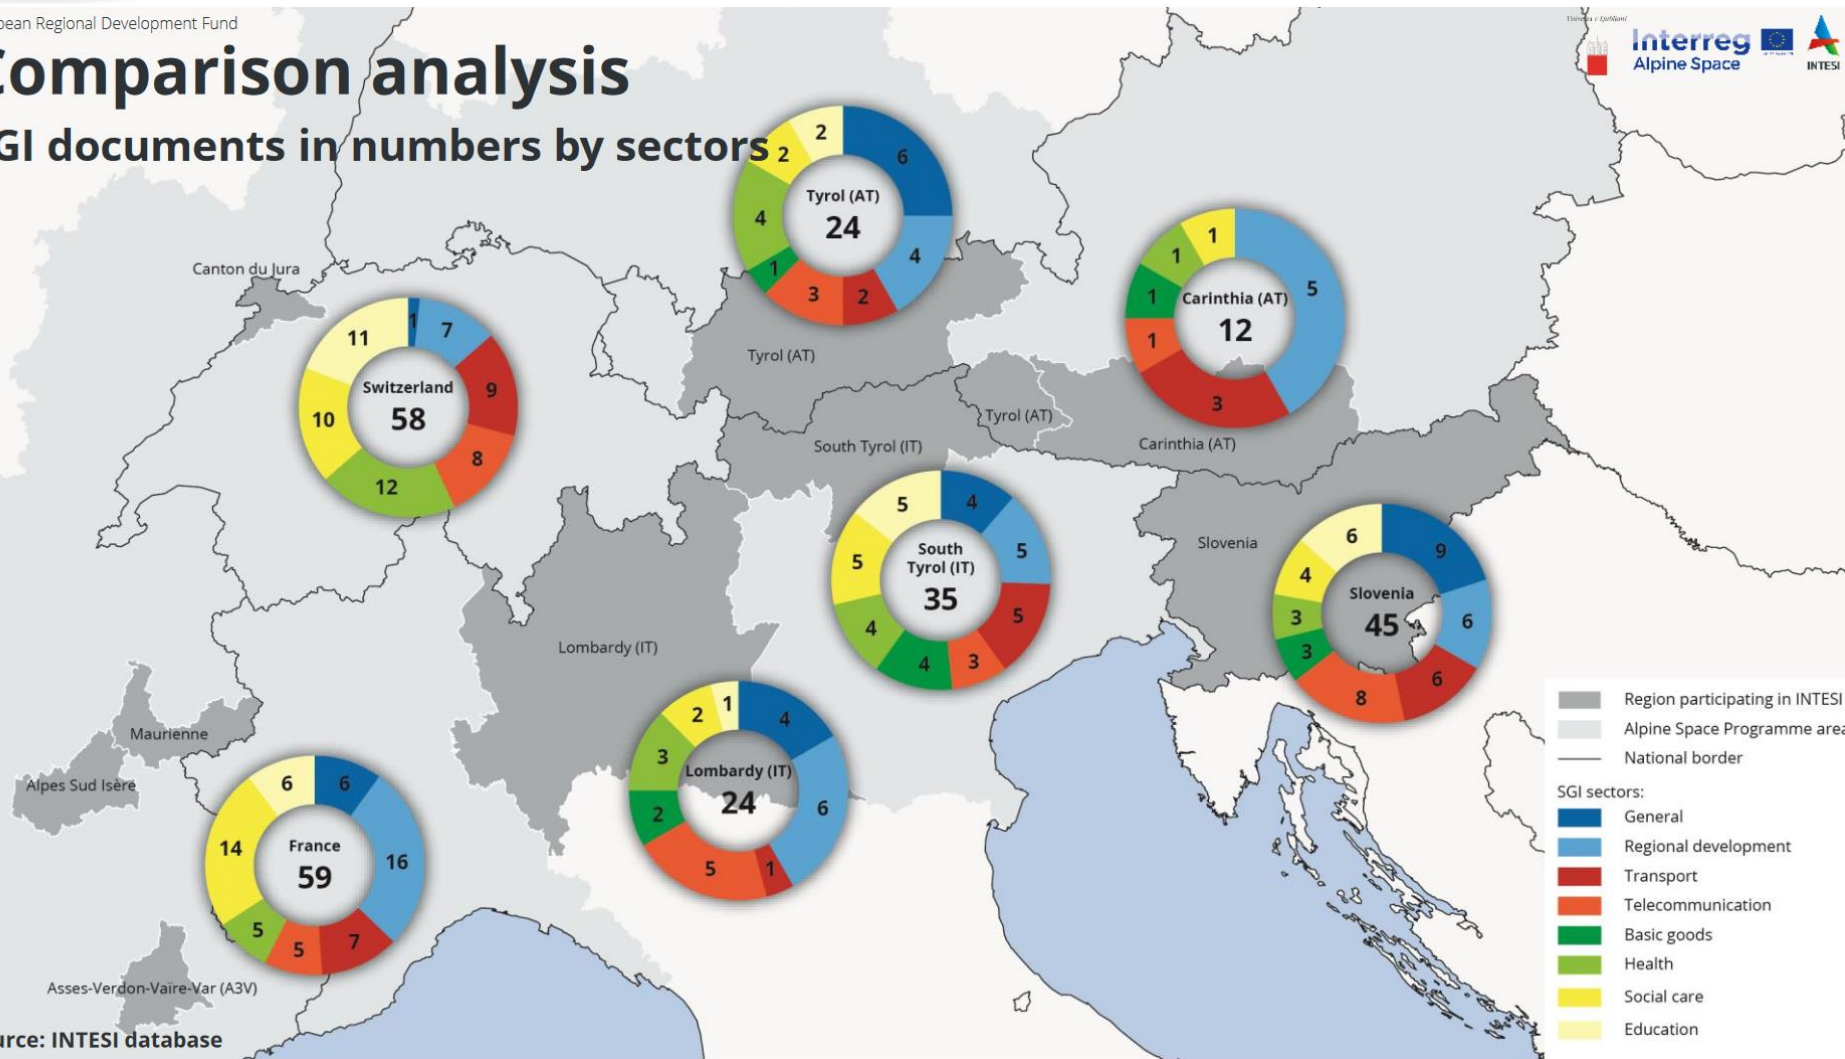 pean Regional Development Fund
Comparison analysis
GI documents in numbers by sectors
Univerza v Ljubljani
Interreg
Alpine Space
INTESI
Canton du Jura
Switzerland
58
1
7
9
8
12
10
11
Tyrol (AT)
24
6
4
2
3
1
4
2
2
Tyrol (AT)
Carinthia (AT)
12
5
3
1
1
1
1
Tyrol (AT)
Carinthia (AT)
South Tyrol (IT)
South
Tyrol (IT)
35
4
5
5
3
4
4
5
5
Slovenia
Slovenia
45
9
6
6
8
3
3
4
6
Lombardy (IT)
Lombardy (IT)
24
4
6
1
5
2
3
2
1
Maurienne
Alpes Sud Isère
France
59
6
16
7
5
5
14
6
Asses-Verdon-Vaïre-Var (A3V)
urce: INTESI database
Region participating in INTESI
Alpine Space Programme area
National border
SGI sectors:
General
Regional development
Transport
Telecommunication
Basic goods
Health
Social care
Education